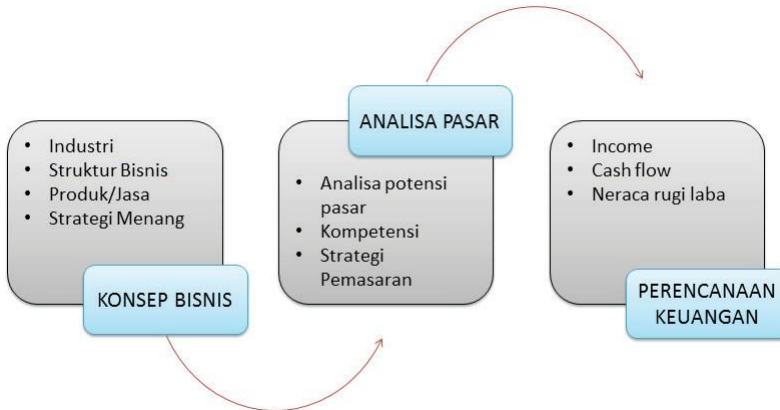 • Industri
• Struktur Bisnis
• Produk/Jasa
• Strategi Menang
KONSEP BISNIS
ANALISA PASAR
• Analisa potensi
pasar
• Kompetensi
• Strategi
Pemasaran
• Income
• Cash flow
• Neraca rugi laba
PERENCANAAN
KEUANGAN